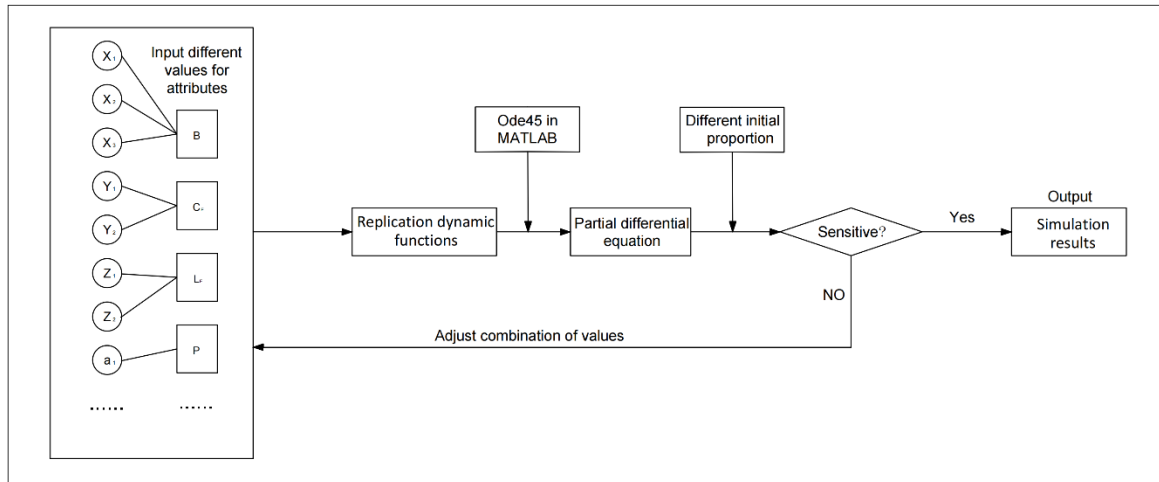 Input different
values for
attributes
X₁
X₂
X₃
B
Y₁
Y₂
C
Z₁
Z₂
L
a₁
P
......
......
Ode45 in
MATLAB
Different initial
proportion
Replication dynamic
functions
Partial differential
equation
Sensitive?
Yes
NO
Output
Simulation
results
Adjust combination of values